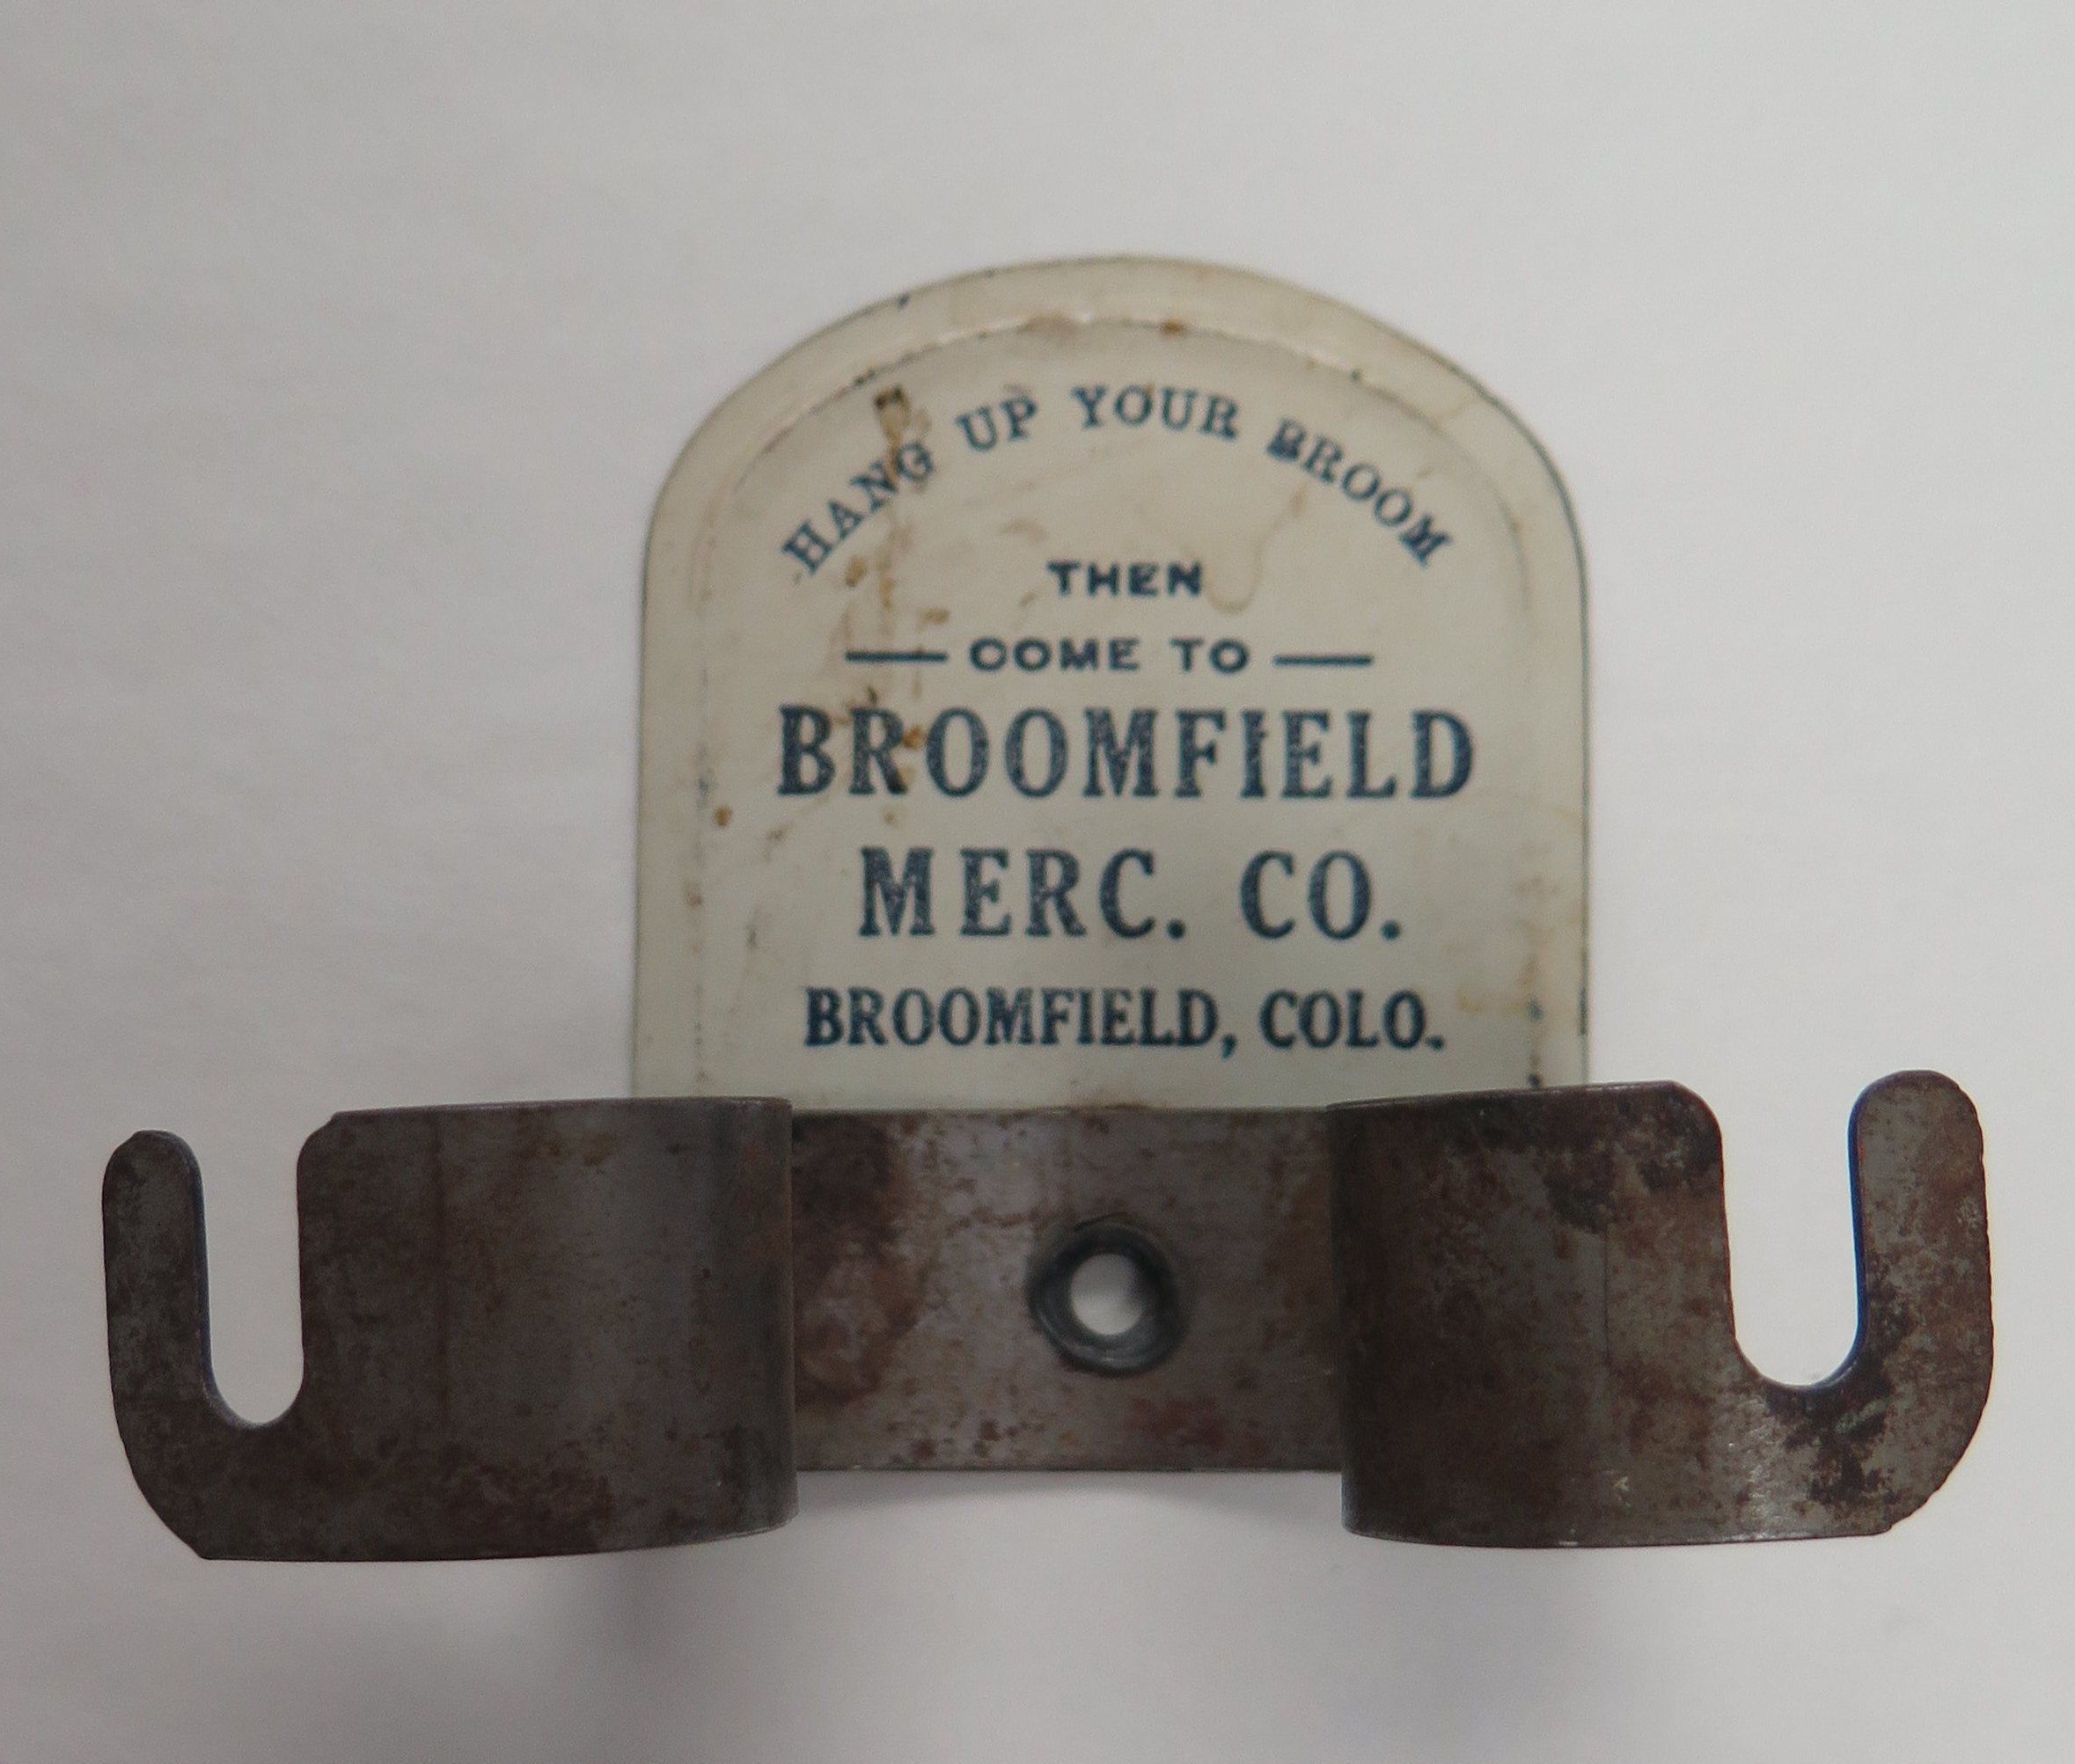 HANG UP YOUR BROOM
THEN
COME TO
BROOMFIELD
MERC. CO.
BROOMFIELD, COLO.